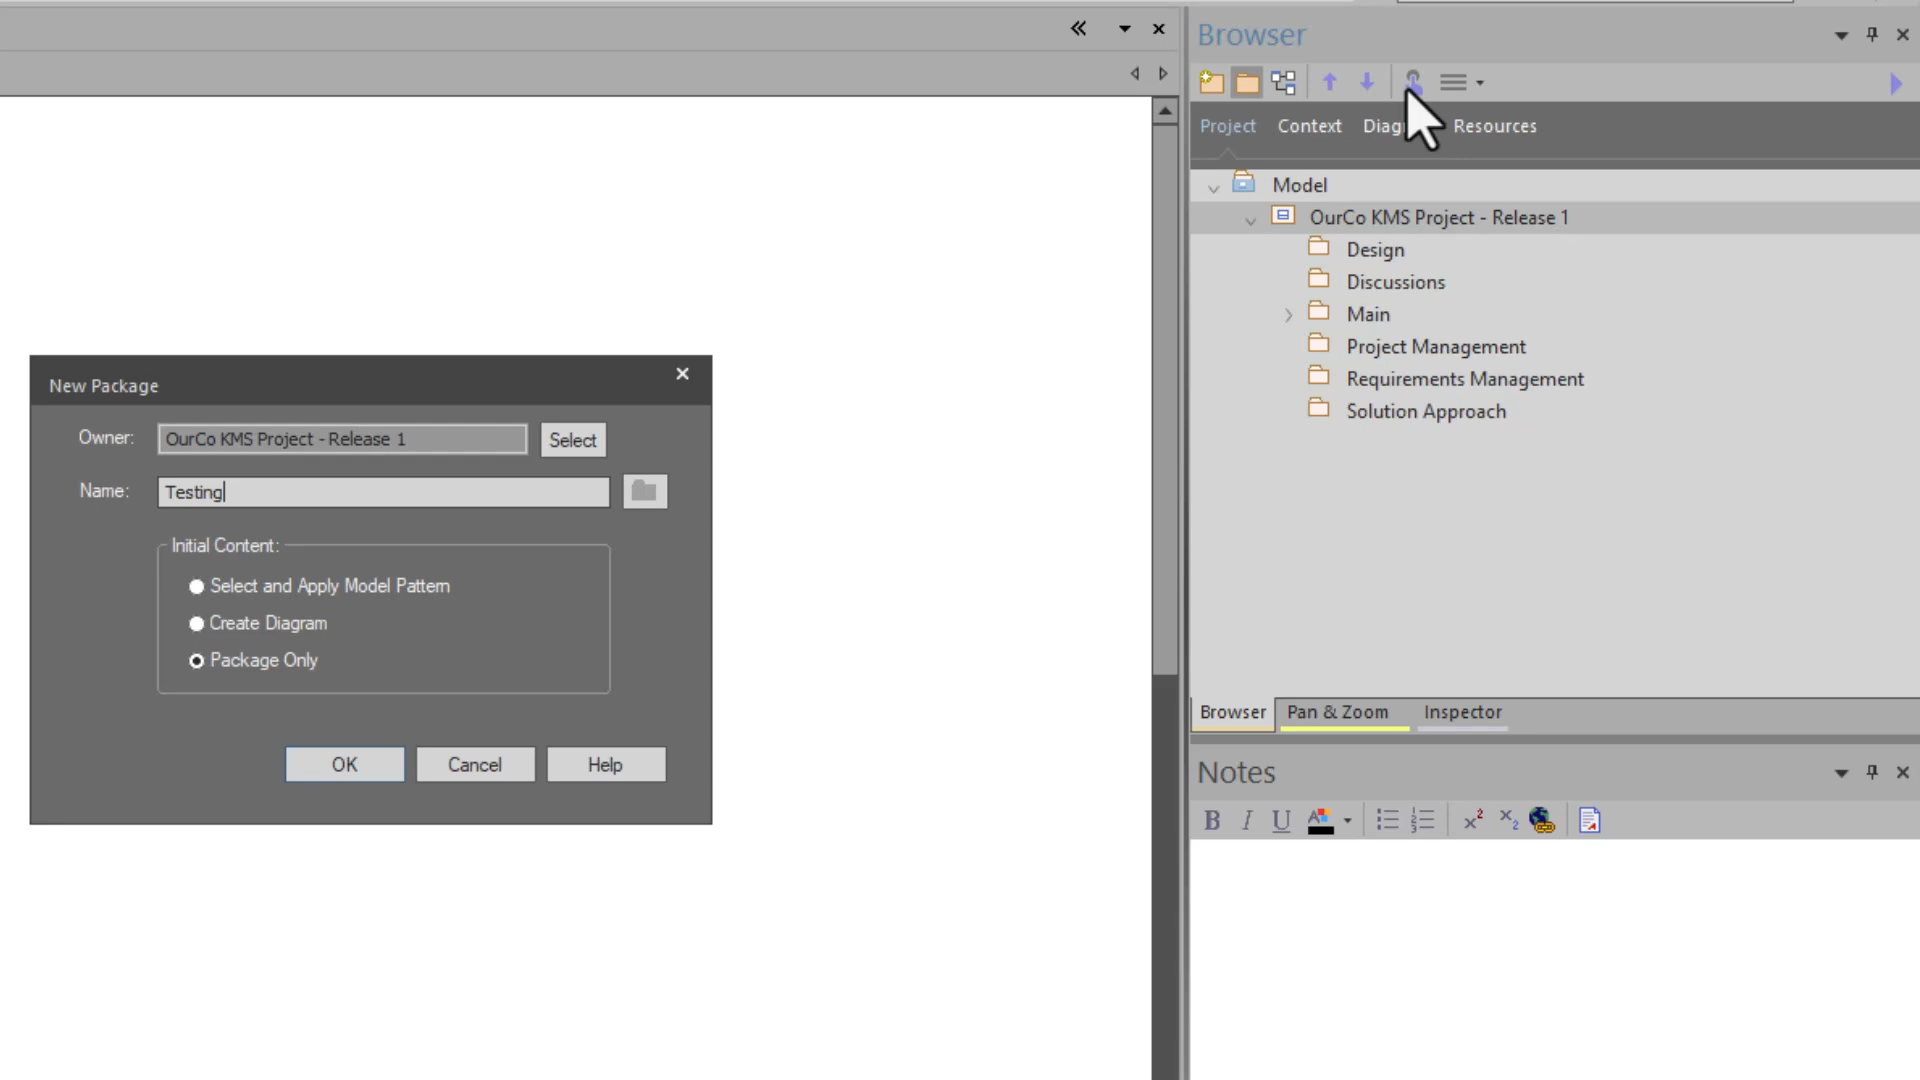 Browser
Project Context Diag Resources
Model
OurCo KMS Project - Release 1
Design
Discussions
Main
Project Management
Requirements Management
Solution Approach
New Package
Owner: OurCo KMS Project - Release 1 Select
Name: Testing
Initial Content:
Select and Apply Model Pattern
Create Diagram
Package Only
OK Cancel Help
Browser Pan & Zoom Inspector
Notes
B I U A x² x₂